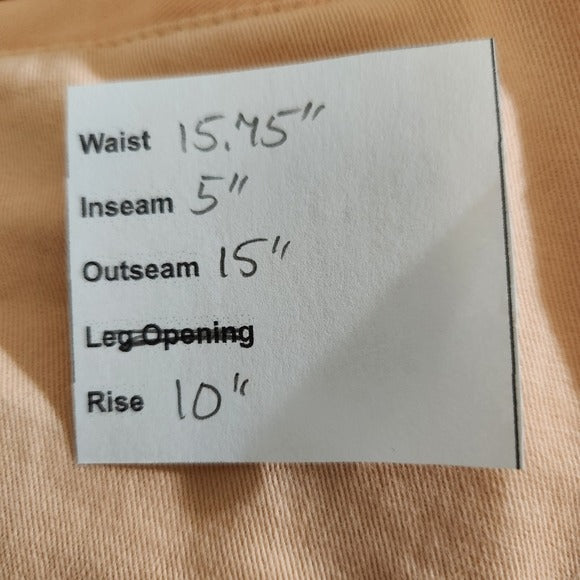 Waist 15.75"
Inseam 5"
Outseam 15"
Leg Opening
Rise 10"